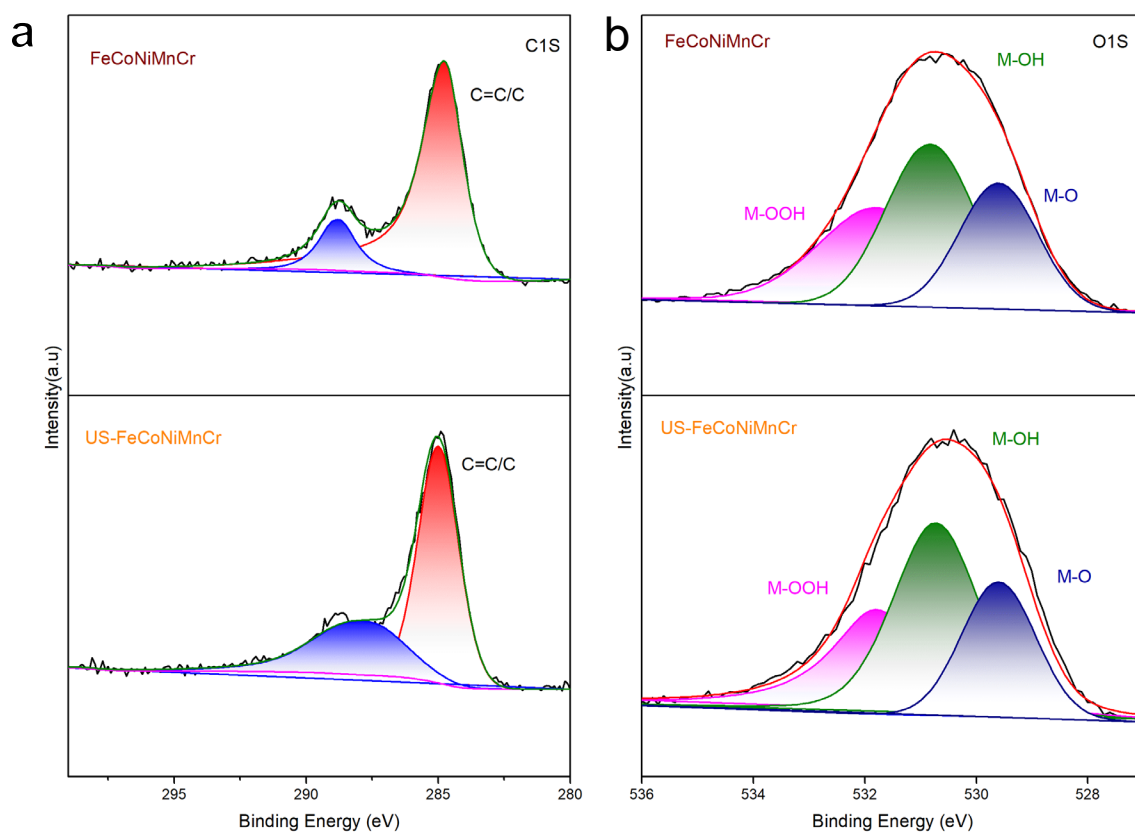 a
FeCoNiMnCr
C1S
C=C/C
US-FeCoNiMnCr
C=C/C
Intensity(a.u)
295
290
285
280
Binding Energy (eV)
b
FeCoNiMnCr
O1S
M-OH
M-OOH
M-O
US-FeCoNiMnCr
M-OH
M-OOH
M-O
Intensity(a.u)
536
534
532
530
528
Binding Energy (eV)